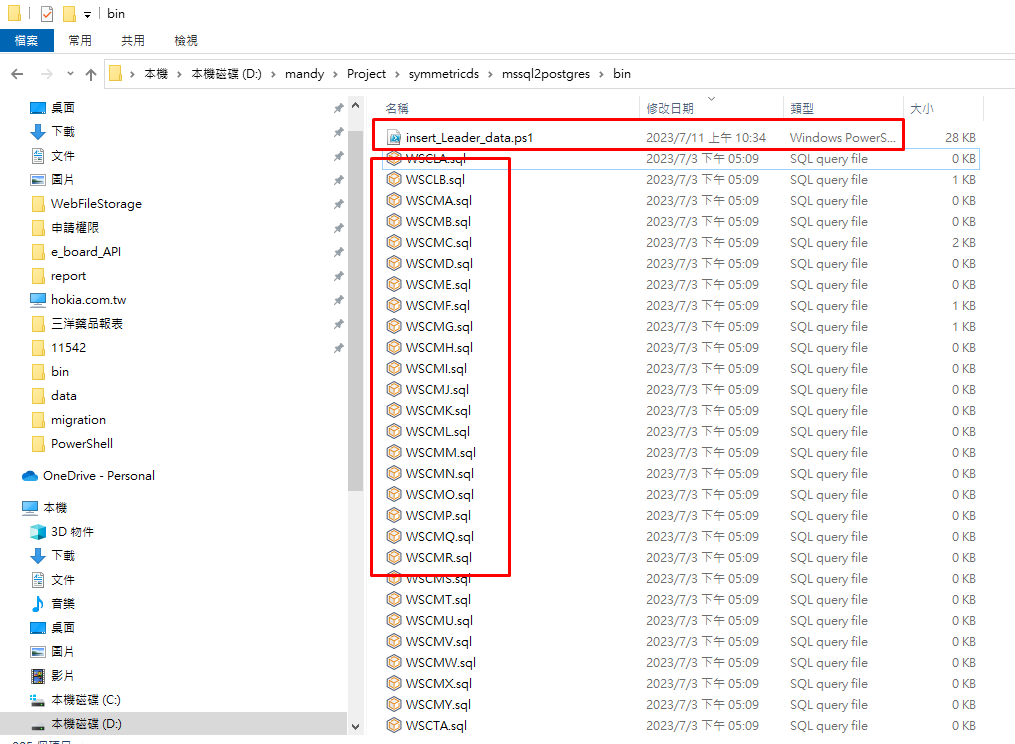 bin
檔案 常用 共用 檢視
本機 本機磁碟 (D:) mandy Project symmetricds mssql2postgres bin
桌面
下載
文件
圖片
WebFileStorage
申請權限
e_board_API
report
hokia.com.tw
三洋藥品報表
11542
bin
data
migration
PowerShell
OneDrive - Personal
本機
3D 物件
下載
文件
音樂
桌面
圖片
影片
本機磁碟 (C:)
本機磁碟 (D:)
名稱 修改日期 類型 大小
insert_Leader_data.ps1 2023/7/11 上午 10:34 Windows PowerS... 28 KB
WSCLA.sql 2023/7/3 下午 05:09 SQL query file 0 KB
WSCLB.sql 2023/7/3 下午 05:09 SQL query file 1 KB
WSCMA.sql 2023/7/3 下午 05:09 SQL query file 0 KB
WSCMB.sql 2023/7/3 下午 05:09 SQL query file 0 KB
WSCMC.sql 2023/7/3 下午 05:09 SQL query file 2 KB
WSCMD.sql 2023/7/3 下午 05:09 SQL query file 0 KB
WSCME.sql 2023/7/3 下午 05:09 SQL query file 0 KB
WSCMF.sql 2023/7/3 下午 05:09 SQL query file 1 KB
WSCMG.sql 2023/7/3 下午 05:09 SQL query file 1 KB
WSCMH.sql 2023/7/3 下午 05:09 SQL query file 0 KB
WSCMI.sql 2023/7/3 下午 05:09 SQL query file 0 KB
WSCMJ.sql 2023/7/3 下午 05:09 SQL query file 0 KB
WSCMK.sql 2023/7/3 下午 05:09 SQL query file 0 KB
WSCML.sql 2023/7/3 下午 05:09 SQL query file 0 KB
WSCMM.sql 2023/7/3 下午 05:09 SQL query file 0 KB
WSCMN.sql 2023/7/3 下午 05:09 SQL query file 0 KB
WSCMO.sql 2023/7/3 下午 05:09 SQL query file 0 KB
WSCMP.sql 2023/7/3 下午 05:09 SQL query file 0 KB
WSCMQ.sql 2023/7/3 下午 05:09 SQL query file 0 KB
WSCMR.sql 2023/7/3 下午 05:09 SQL query file 0 KB
WSCMS.sql 2023/7/3 下午 05:09 SQL query file 0 KB
WSCMT.sql 2023/7/3 下午 05:09 SQL query file 0 KB
WSCMU.sql 2023/7/3 下午 05:09 SQL query file 0 KB
WSCMV.sql 2023/7/3 下午 05:09 SQL query file 0 KB
WSCMW.sql 2023/7/3 下午 05:09 SQL query file 0 KB
WSCMX.sql 2023/7/3 下午 05:09 SQL query file 0 KB
WSCMY.sql 2023/7/3 下午 05:09 SQL query file 0 KB
WSCTA.sql 2023/7/3 下午 05:09 SQL query file 0 KB